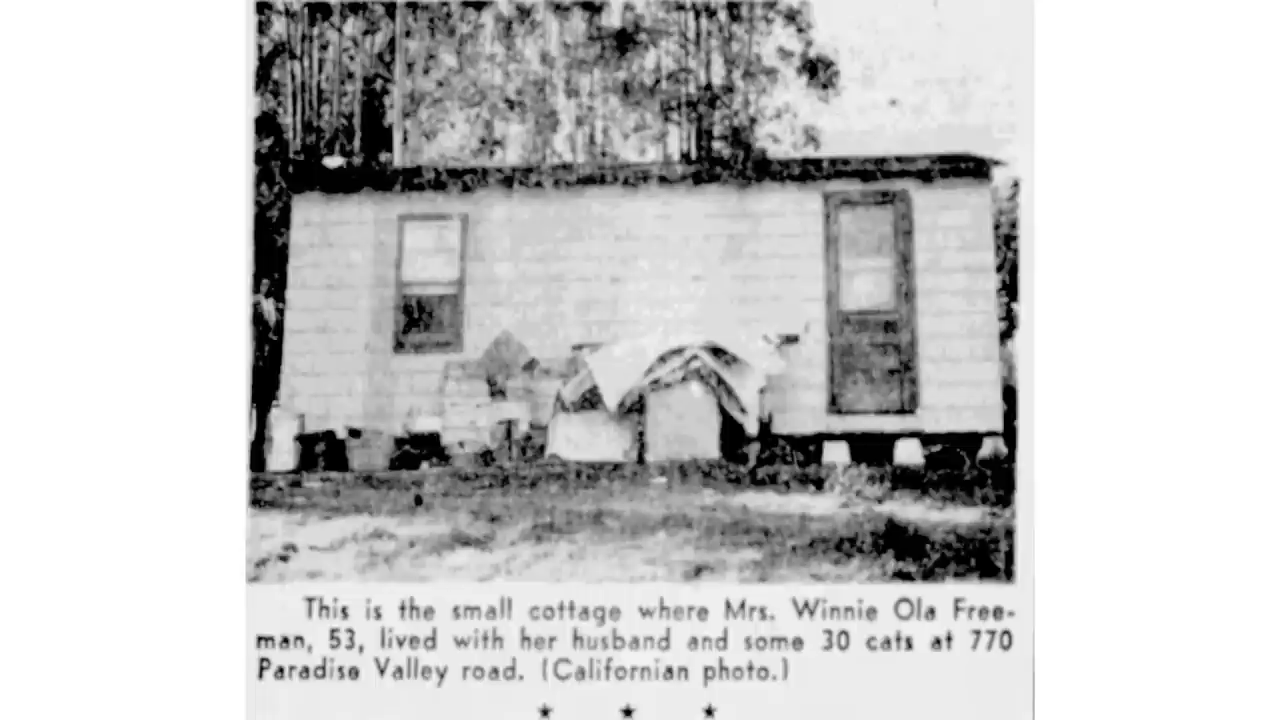 This is the small cottage where Mrs. Winnie Ola Free-
man, 53, lived with her husband and some 30 cats at 770
Paradise Valley road. (Californian photo.)